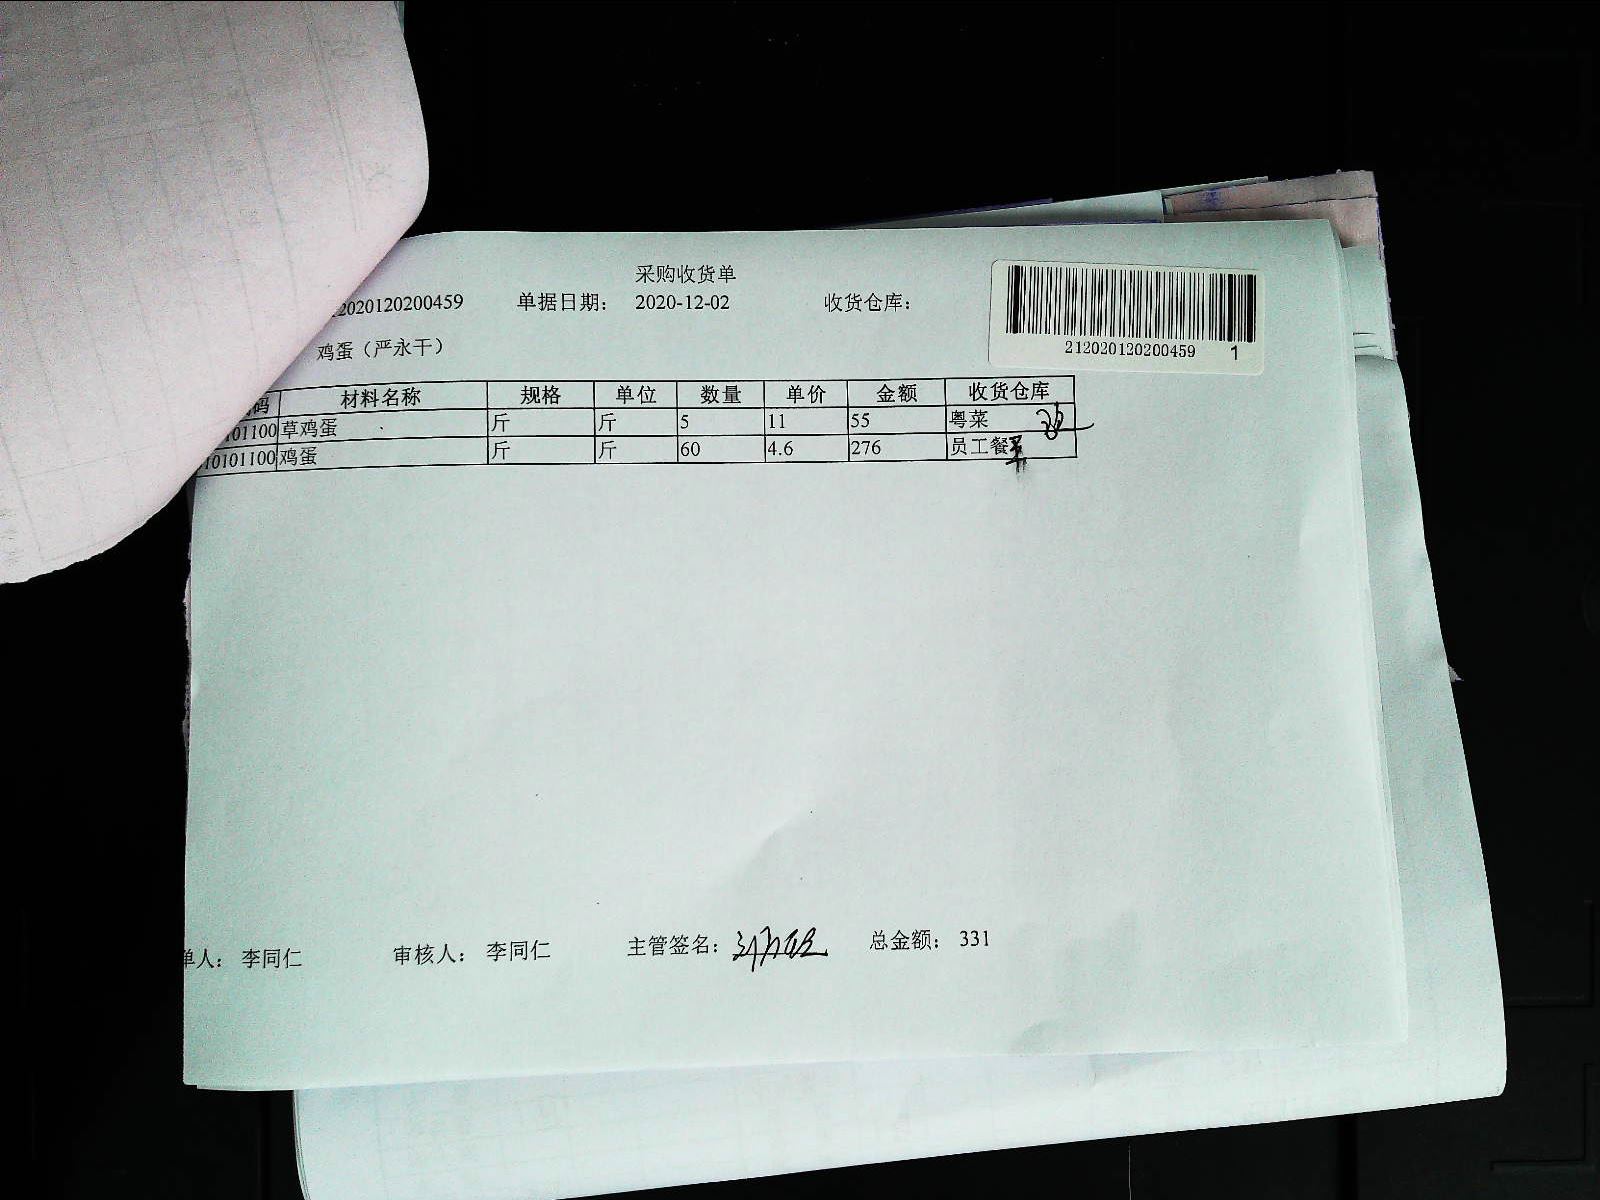 采购收货单
2020120200459 单据日期： 2020-12-02 收货仓库：
212020120200459 1
鸡蛋（严永干）
码 材料名称 规格 单位 数量 单价 金额 收货仓库
101100 草鸡蛋 斤 斤 5 11 55 粤菜
10101100 鸡蛋 斤 斤 60 4.6 276 员工餐
单人： 李同仁 审核人： 李同仁 主管签名： 总金额： 331